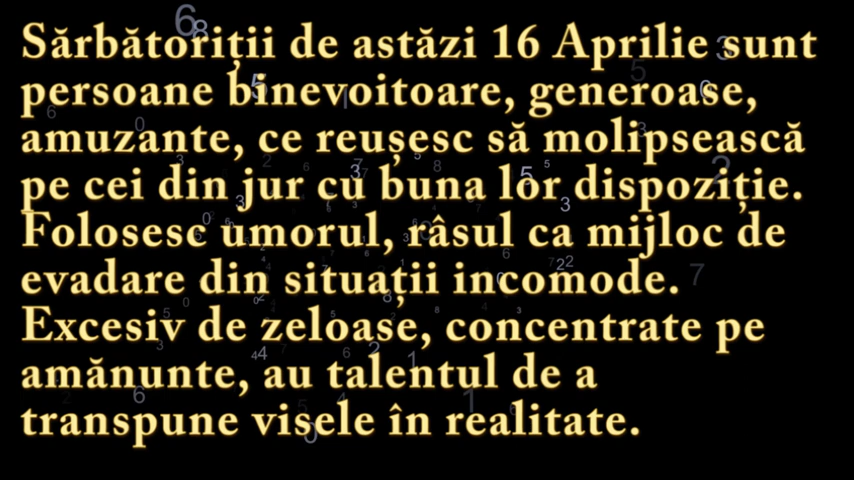 Sărbătoriții de astăzi 16 Aprilie sunt
persoane binevoitoare, generoase,
amuzante, ce reușesc să molipsească
pe cei din jur cu buna lor dispoziție.
Folosesc umorul, râsul ca mijloc de
evadare din situații incomode.
Excesiv de zeloase, concentrate pe
amănunte, au talentul de a
transpune visele în realitate.